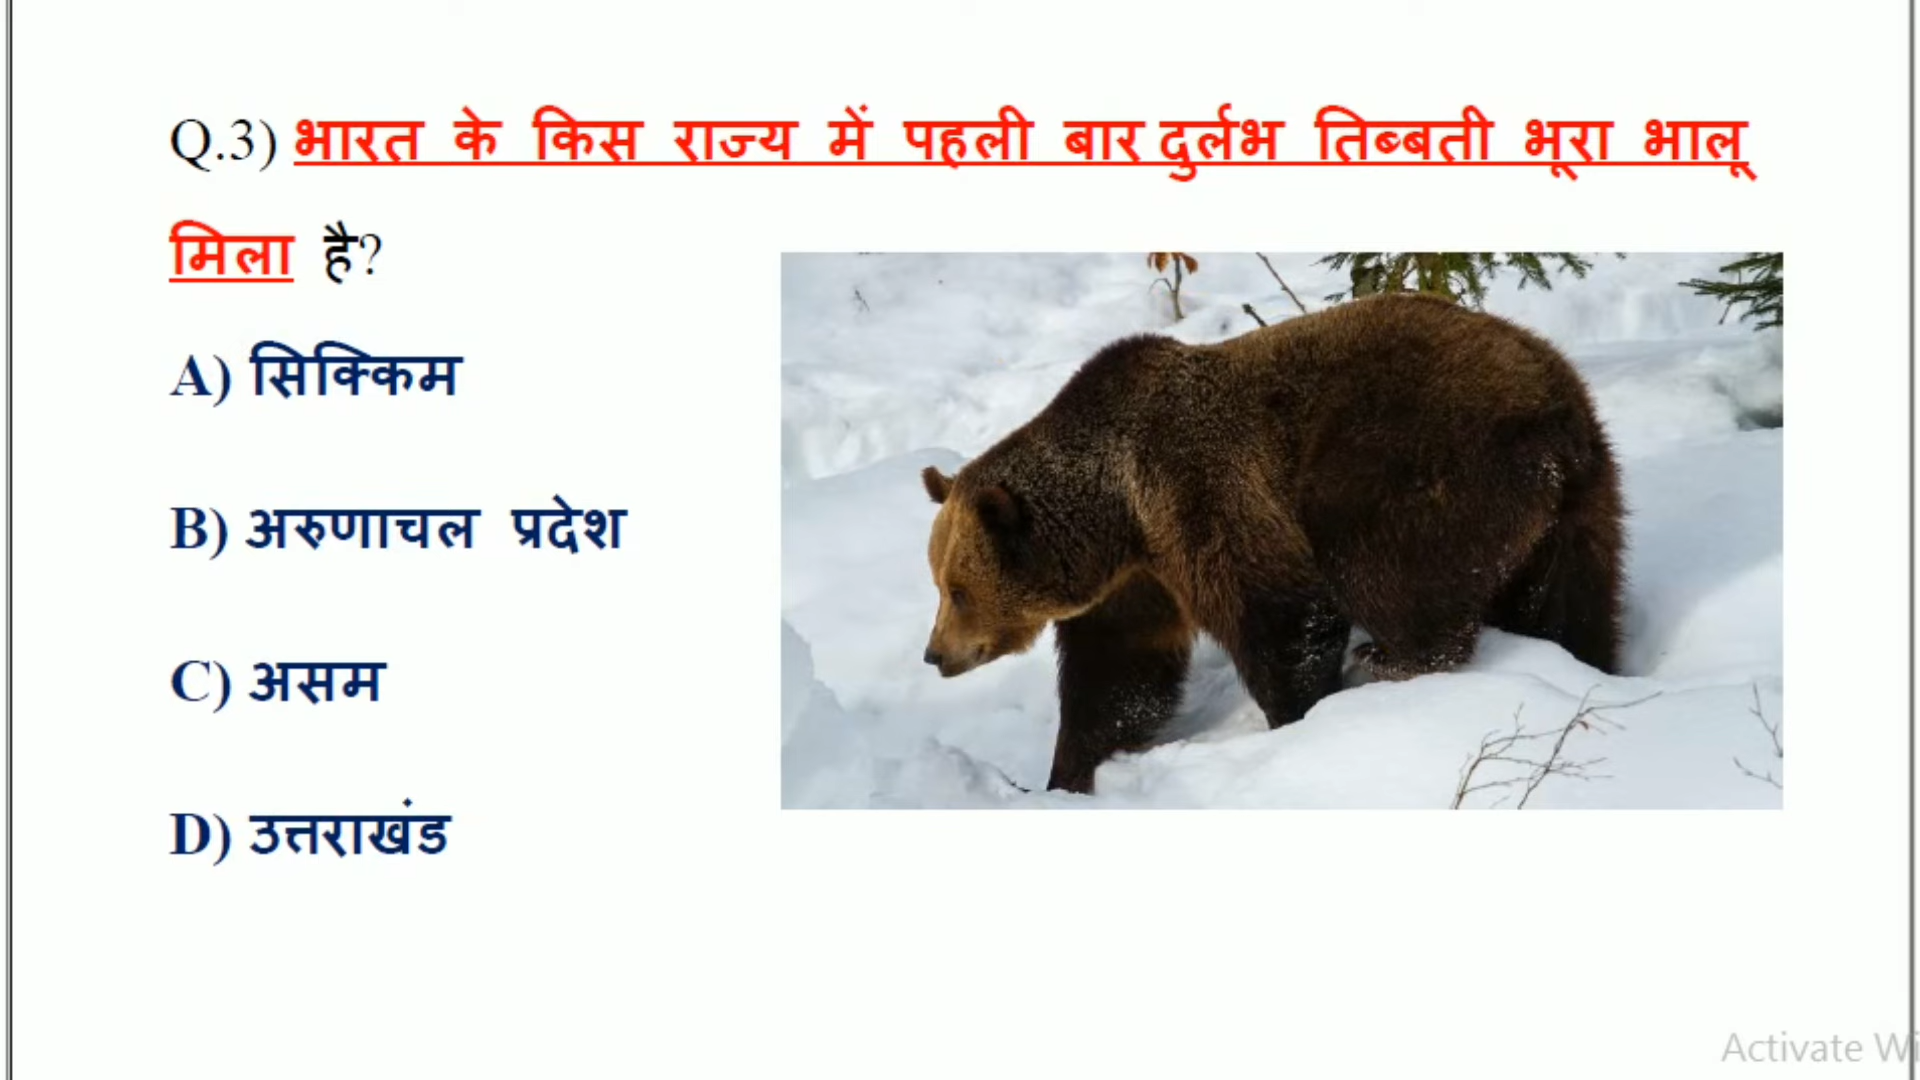 Q.3) भारत के किस राज्य में पहली बार दुर्लभ तिब्बती भूरा भालू
मिला है?
A) सिक्किम
B) अरुणाचल प्रदेश
C) असम
D) उत्तराखंड
Activate